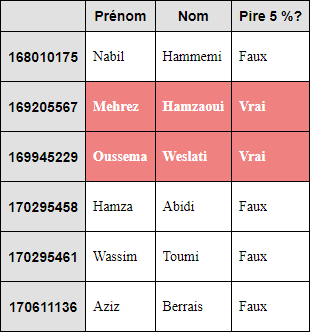 Prénom Nom Pire 5 %?
168010175 Nabil Hammemi Faux
169205567 Mehrez Hamzaoui Vrai
169945229 Oussema Weslati Vrai
170295458 Hamza Abidi Faux
170295461 Wassim Toumi Faux
170611136 Aziz Berrais Faux